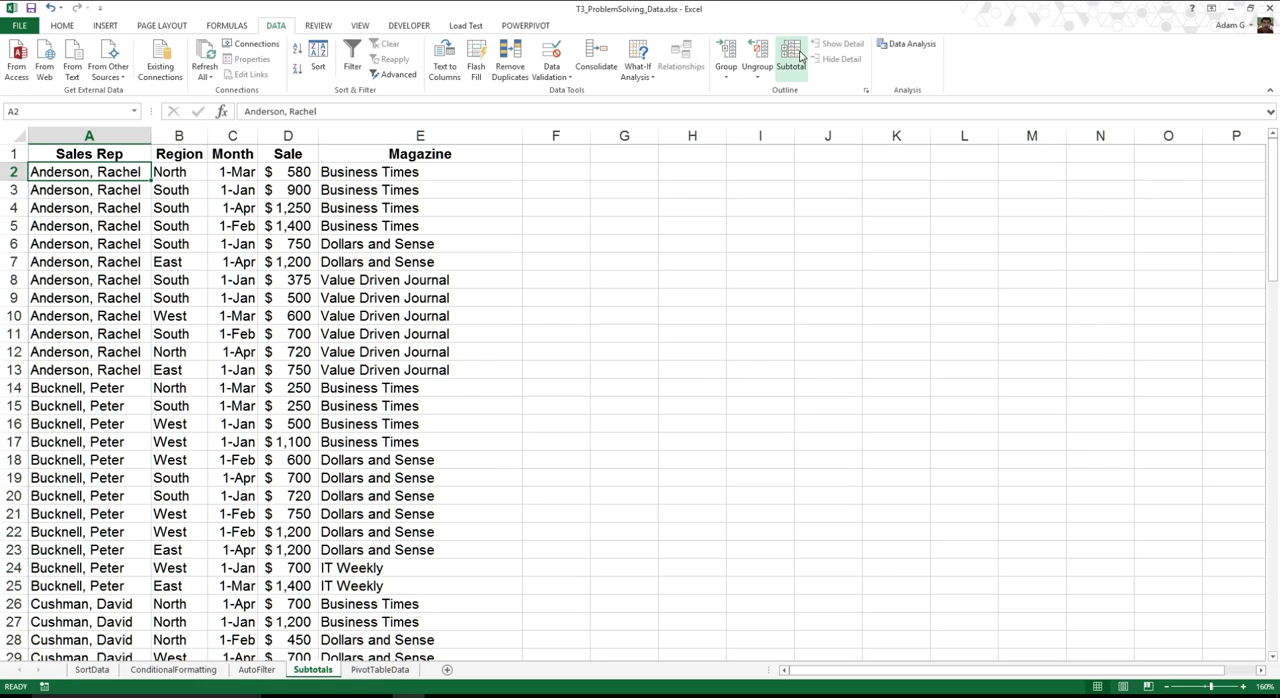 T3_ProblemSolving_Data.xlsx - Excel
FILE HOME INSERT PAGE LAYOUT FORMULAS DATA REVIEW VIEW DEVELOPER Load Test POWERPIVOT Adam G
From Access
From Web
From Text
From Other Sources
Existing Connections
Refresh All
Connections
Properties
Edit Links
Sort
Filter
Clear
Reapply
Advanced
Text to Columns
Flash Fill
Remove Duplicates
Data Validation
Consolidate
What-If Analysis
Relationships
Group
Ungroup
Subtotal
Show Detail
Hide Detail
Data Analysis
Get External Data Connections Sort & Filter Data Tools Outline Analysis
A2 fx Anderson, Rachel
A B C D E F G H I J K L M N O P
1 Sales Rep Region Month Sale Magazine
2 Anderson, Rachel North 1-Mar $ 580 Business Times
3 Anderson, Rachel South 1-Jan $ 900 Business Times
4 Anderson, Rachel South 1-Apr $ 1,250 Business Times
5 Anderson, Rachel South 1-Feb $ 1,400 Business Times
6 Anderson, Rachel South 1-Jan $ 750 Dollars and Sense
7 Anderson, Rachel East 1-Apr $ 1,200 Dollars and Sense
8 Anderson, Rachel South 1-Jan $ 375 Value Driven Journal
9 Anderson, Rachel South 1-Jan $ 500 Value Driven Journal
10 Anderson, Rachel West 1-Mar $ 600 Value Driven Journal
11 Anderson, Rachel South 1-Feb $ 700 Value Driven Journal
12 Anderson, Rachel North 1-Apr $ 720 Value Driven Journal
13 Anderson, Rachel East 1-Jan $ 750 Value Driven Journal
14 Bucknell, Peter North 1-Mar $ 250 Business Times
15 Bucknell, Peter South 1-Mar $ 250 Business Times
16 Bucknell, Peter West 1-Jan $ 500 Business Times
17 Bucknell, Peter West 1-Jan $ 1,100 Business Times
18 Bucknell, Peter West 1-Feb $ 600 Dollars and Sense
19 Bucknell, Peter South 1-Apr $ 700 Dollars and Sense
20 Bucknell, Peter South 1-Jan $ 720 Dollars and Sense
21 Bucknell, Peter West 1-Feb $ 750 Dollars and Sense
22 Bucknell, Peter West 1-Feb $ 1,200 Dollars and Sense
23 Bucknell, Peter East 1-Apr $ 1,200 Dollars and Sense
24 Bucknell, Peter West 1-Jan $ 700 IT Weekly
25 Bucknell, Peter East 1-Mar $ 1,400 IT Weekly
26 Cushman, David North 1-Apr $ 700 Business Times
27 Cushman, David North 1-Jan $ 1,200 Business Times
28 Cushman, David North 1-Feb $ 450 Dollars and Sense
29 Cushman, David West 1-Apr $ 700 Dollars and Sense
SortData ConditionalFormatting AutoFilter Subtotals PivotTableData
READY 160%